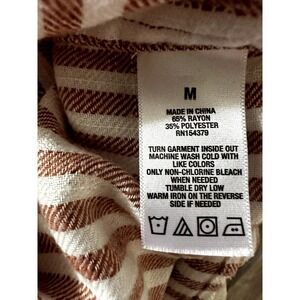 M
MADE IN CHINA
65% RAYON
35% POLYESTER
RN154379
TURN GARMENT INSIDE OUT
MACHINE WASH COLD WITH
LIKE COLORS
ONLY NON-CHLORINE BLEACH
WHEN NEEDED
TUMBLE DRY LOW
WARM IRON ON THE REVERSE
SIDE IF NEEDED